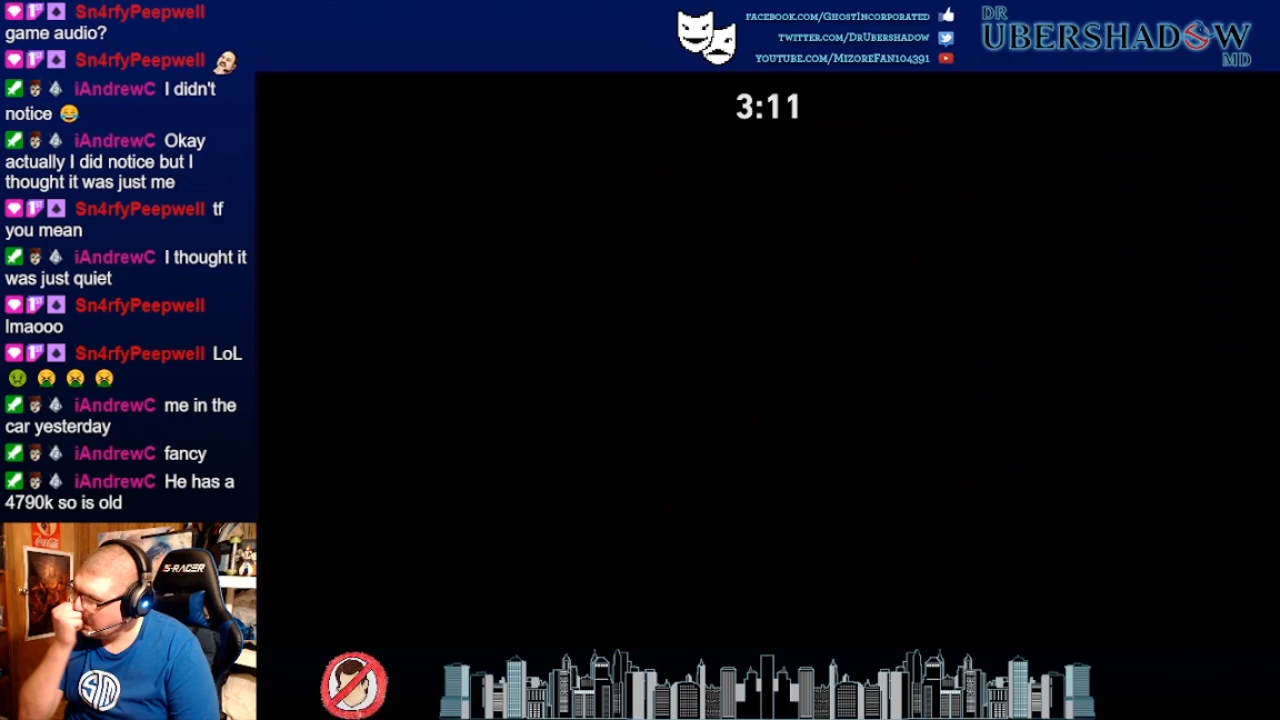 Sn4rfyPeepwell
game audio?
Sn4rfyPeepwell
iAndrewC I didn't
notice
iAndrewC Okay
actually I did notice but I
thought it was just me
Sn4rfyPeepwell tf
you mean
iAndrewC I thought it
was just quiet
Sn4rfyPeepwell
lmaooo
Sn4rfyPeepwell LoL
iAndrewC me in the
car yesterday
iAndrewC fancy
iAndrewC He has a
4790k so is old
FACEBOOK.COM/GHOSTINCORPORATED
TWITTER.COM/DRUBERSHADOW
YOUTUBE.COM/MIZOREFAN104391
DR
UBERSHADOW
MD
3:11
S-RACER
Coca-Cola
TSM